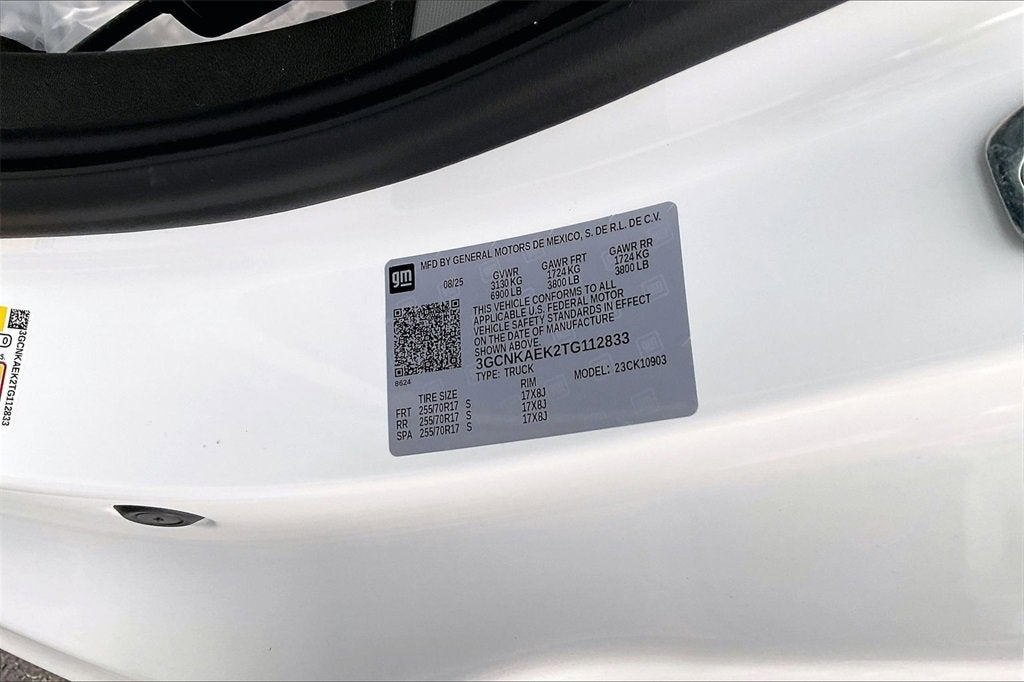 gm
MFD BY GENERAL MOTORS DE MEXICO, S. DE R.L. DE C.V.
08/25
GVWR
3130 KG
6900 LB
GAWR FRT
1724 KG
3800 LB
GAWR RR
1724 KG
3800 LB
THIS VEHICLE CONFORMS TO ALL
APPLICABLE U.S. FEDERAL MOTOR
VEHICLE SAFETY STANDARDS IN EFFECT
ON THE DATE OF MANUFACTURE
SHOWN ABOVE.
3GCNKAEK2TG112833
TYPE: TRUCK MODEL: 23CK10903
8624
TIRE SIZE RIM
FRT 255/70R17 S 17X8J
RR 255/70R17 S 17X8J
SPA 255/70R17 S 17X8J
3GCNKAEK2TG112833